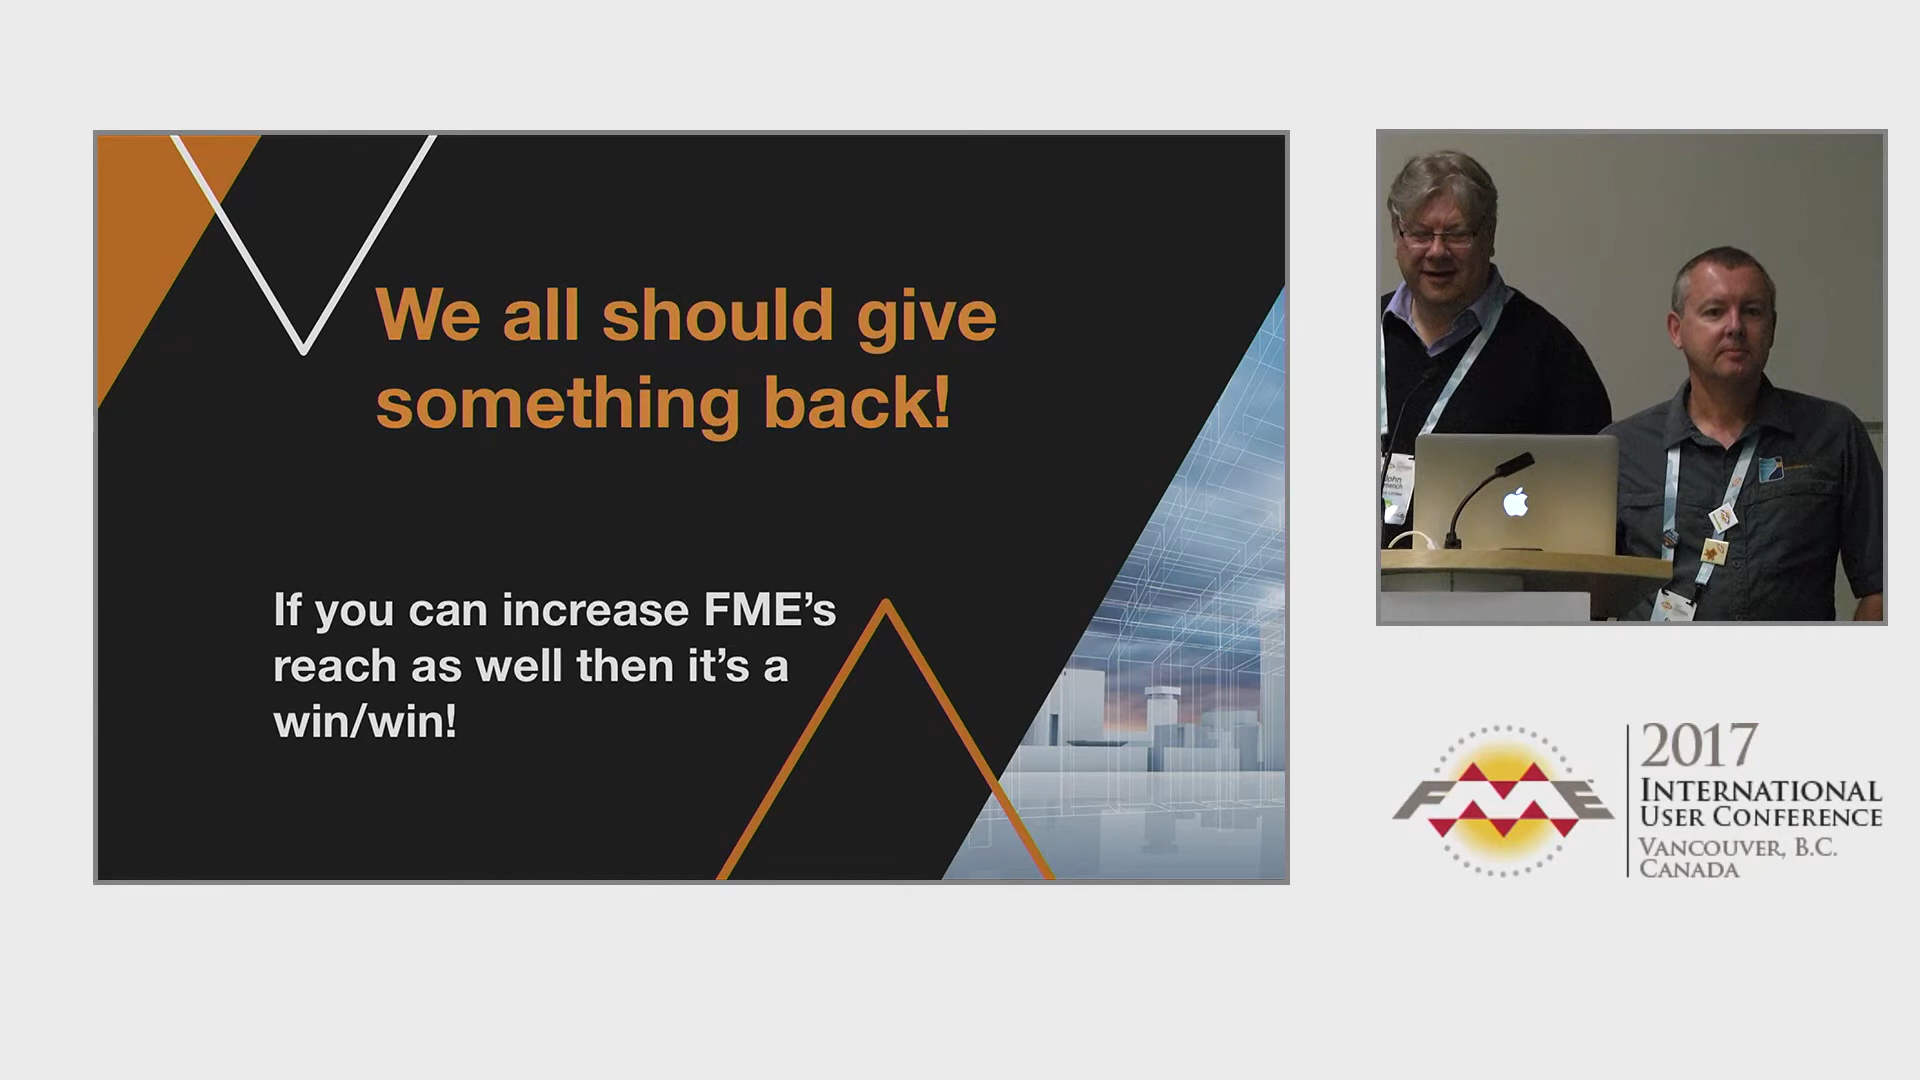 We all should give
something back!
If you can increase FME’s
reach as well then it’s a
win/win!
FME
2017
INTERNATIONAL
USER CONFERENCE
VANCOUVER, B.C.
CANADA